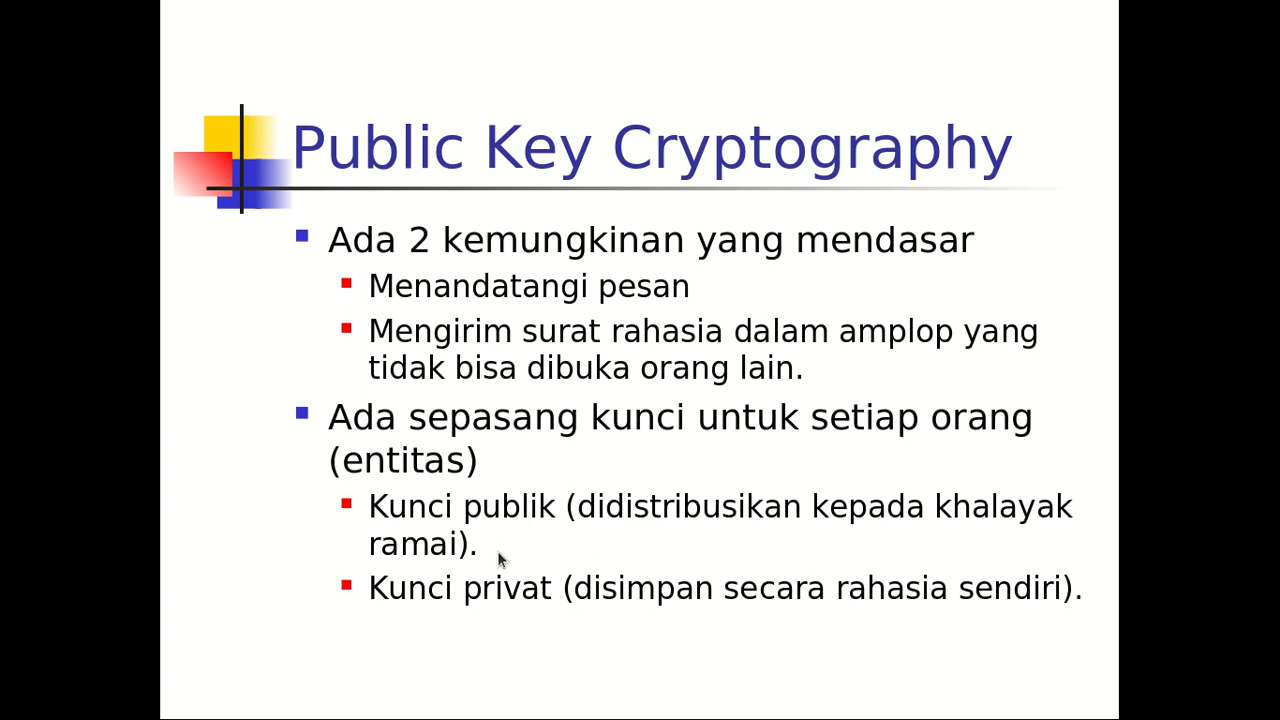 Public Key Cryptography
Ada 2 kemungkinan yang mendasar
Menandatangi pesan
Mengirim surat rahasia dalam amplop yang
tidak bisa dibuka orang lain.
Ada sepasang kunci untuk setiap orang
(entitas)
Kunci publik (didistribusikan kepada khalayak
ramai).
Kunci privat (disimpan secara rahasia sendiri).